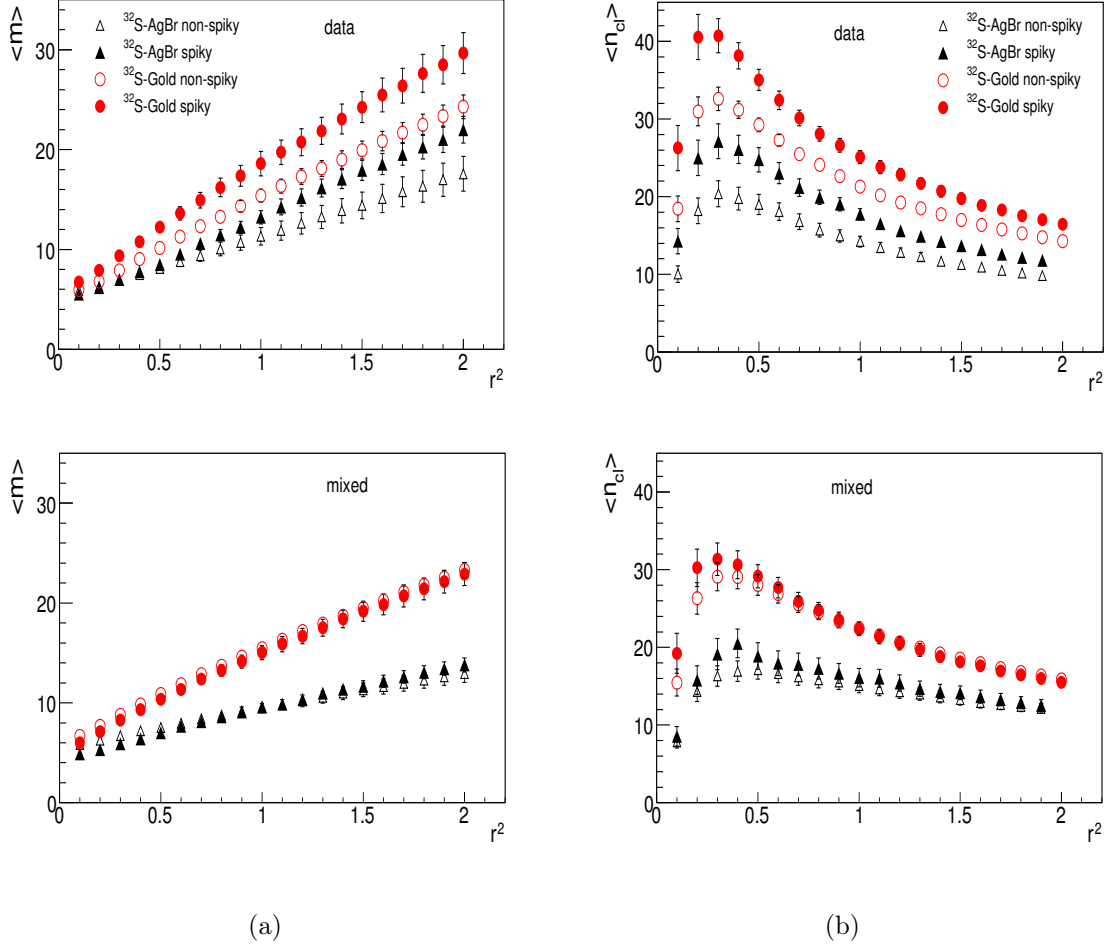 <m>
30
20
10
0
0 0.5 1 1.5 2
r²
data
³²S-AgBr non-spiky
³²S-AgBr spiky
³²S-Gold non-spiky
³²S-Gold spiky
<n_cl>
40
30
20
10
0
0 0.5 1 1.5 2
r²
data
³²S-AgBr non-spiky
³²S-AgBr spiky
³²S-Gold non-spiky
³²S-Gold spiky
<m>
30
20
10
0
0 0.5 1 1.5 2
r²
mixed
<n_cl>
40
30
20
10
0
0 0.5 1 1.5 2
r²
mixed
(a)
(b)